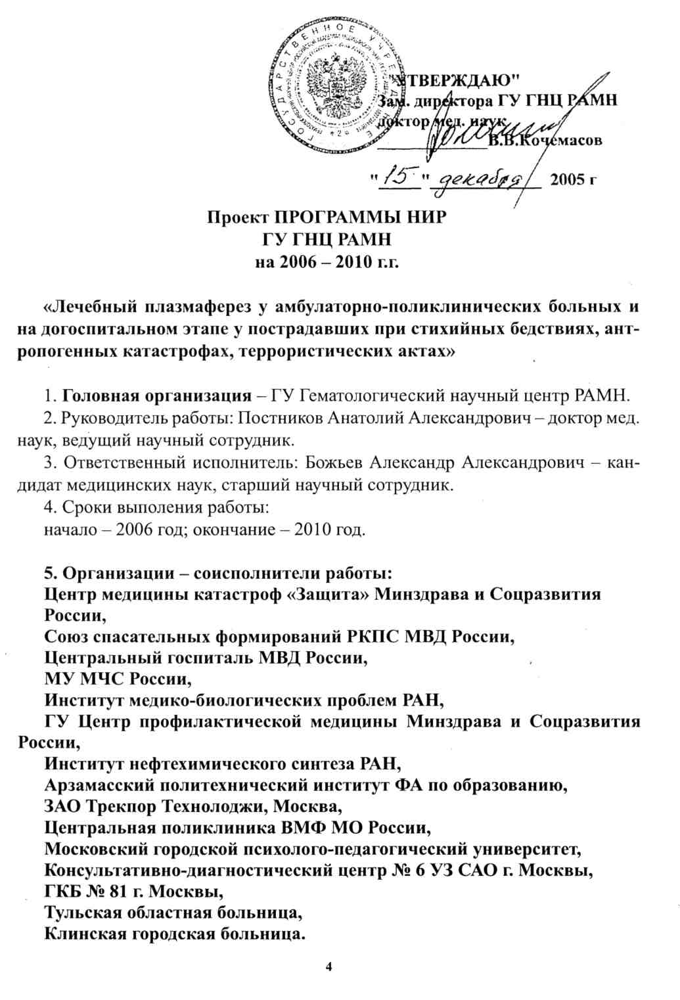 ГОСУДАРСТВЕННОЕ УЧРЕЖДЕНИЕ
* 2 *
"УТВЕРЖДАЮ"
Зам. директора ГУ ГНЦ РАМН
доктор мед. наук
В.В.Кочемасов
"15" декабря 2005 г
Проект ПРОГРАММЫ НИР
ГУ ГНЦ РАМН
на 2006 – 2010 г.г.
«Лечебный плазмаферез у амбулаторно-поликлинических больных и
на догоспитальном этапе у пострадавших при стихийных бедствиях, ант-
ропогенных катастрофах, террористических актах»
1. Головная организация – ГУ Гематологический научный центр РАМН.
2. Руководитель работы: Постников Анатолий Александрович – доктор мед.
наук, ведущий научный сотрудник.
3. Ответственный исполнитель: Божьев Александр Александрович – кан-
дидат медицинских наук, старший научный сотрудник.
4. Сроки выполения работы:
начало – 2006 год; окончание – 2010 год.
5. Организации – соисполнители работы:
Центр медицины катастроф «Защита» Минздрава и Соцразвития
России,
Союз спасательных формирований РКПС МВД России,
Центральный госпиталь МВД России,
МУ МЧС России,
Институт медико-биологических проблем РАН,
ГУ Центр профилактической медицины Минздрава и Соцразвития
России,
Институт нефтехимического синтеза РАН,
Арзамасский политехнический институт ФА по образованию,
ЗАО Трекпор Технолоджи, Москва,
Центральная поликлиника ВМФ МО России,
Московский городской психолого-педагогический университет,
Консультативно-диагностический центр № 6 УЗ САО г. Москвы,
ГКБ № 81 г. Москвы,
Тульская областная больница,
Клинская городская больница.
4